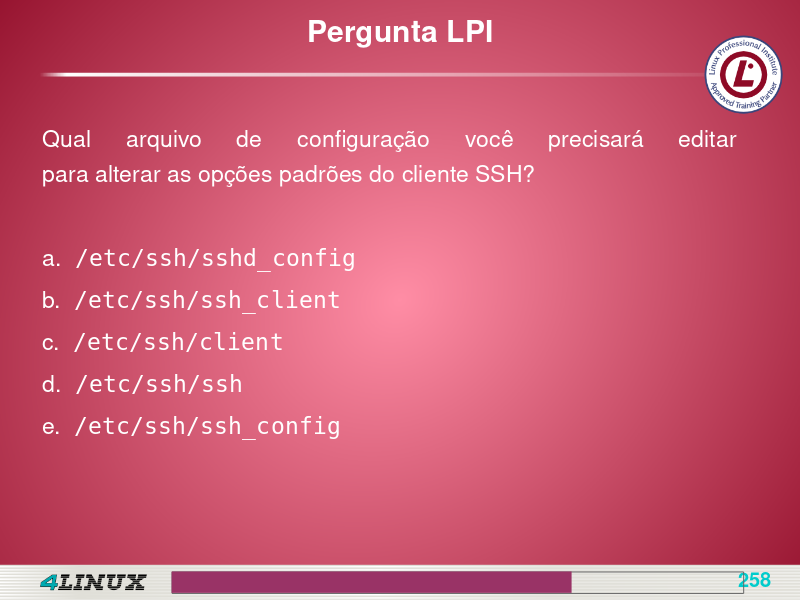 Pergunta LPI
Linux Professional Institute
Approved Training Partner
L
Qual arquivo de configuração você precisará editar
para alterar as opções padrões do cliente SSH?
a. /etc/ssh/sshd_config
b. /etc/ssh/ssh_client
c. /etc/ssh/client
d. /etc/ssh/ssh
e. /etc/ssh/ssh_config
4LINUX
258